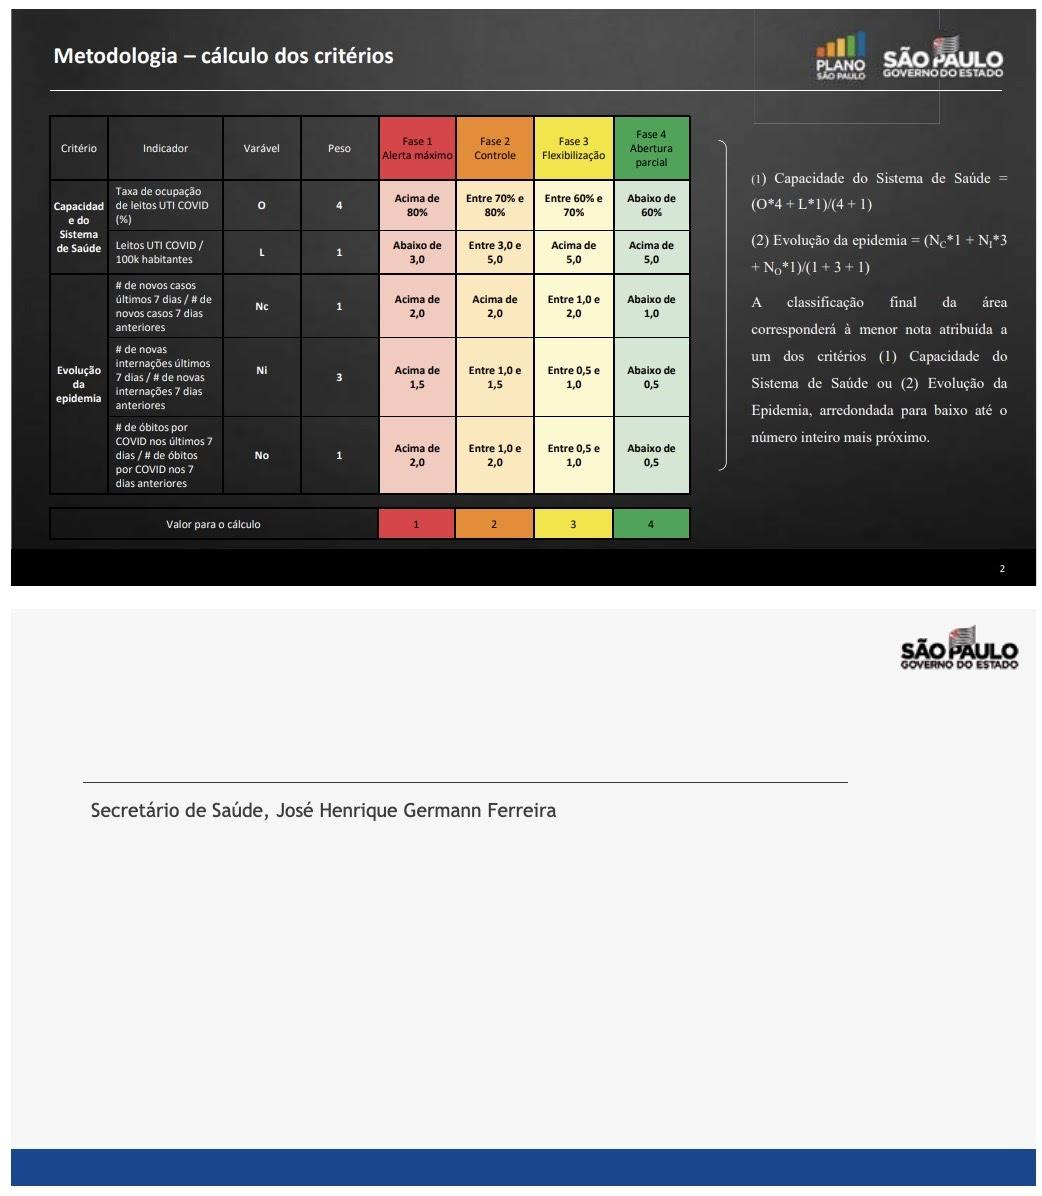 Metodologia – cálculo dos critérios
PLANO
SÃO PAULO
SÃO PAULO
GOVERNO DO ESTADO
Critério
Indicador
Varável
Peso
Fase 1
Alerta máximo
Fase 2
Controle
Fase 3
Flexibilização
Fase 4
Abertura
parcial
Capacidad
e do
Sistema
de Saúde
Taxa de ocupação
de leitos UTI COVID
(%)
O
4
Acima de
80%
Entre 70% e
80%
Entre 60% e
70%
Abaixo de
60%
Leitos UTI COVID /
100k habitantes
L
1
Abaixo de
3,0
Entre 3,0 e
5,0
Acima de
5,0
Acima de
5,0
Evolução
da
epidemia
# de novos casos
últimos 7 dias / # de
novos casos 7 dias
anteriores
Nc
1
Acima de
2,0
Acima de
2,0
Entre 1,0 e
2,0
Abaixo de
1,0
# de novas
internações últimos
7 dias / # de novas
internações 7 dias
anteriores
Ni
3
Acima de
1,5
Entre 1,0 e
1,5
Entre 0,5 e
1,0
Abaixo de
0,5
# de óbitos por
COVID nos últimos 7
dias / # de óbitos
por COVID nos 7
dias anteriores
No
1
Acima de
2,0
Entre 1,0 e
2,0
Entre 0,5 e
1,0
Abaixo de
0,5
Valor para o cálculo
1
2
3
4
(1) Capacidade do Sistema de Saúde =
(O*4 + L*1)/(4 + 1)
(2) Evolução da epidemia = (NC*1 + NI*3
+ NO*1)/(1 + 3 + 1)
A classificação final da área
corresponderá à menor nota atribuída a
um dos critérios (1) Capacidade do
Sistema de Saúde ou (2) Evolução da
Epidemia, arredondada para baixo até o
número inteiro mais próximo.
2
SÃO PAULO
GOVERNO DO ESTADO
Secretário de Saúde, José Henrique Germann Ferreira